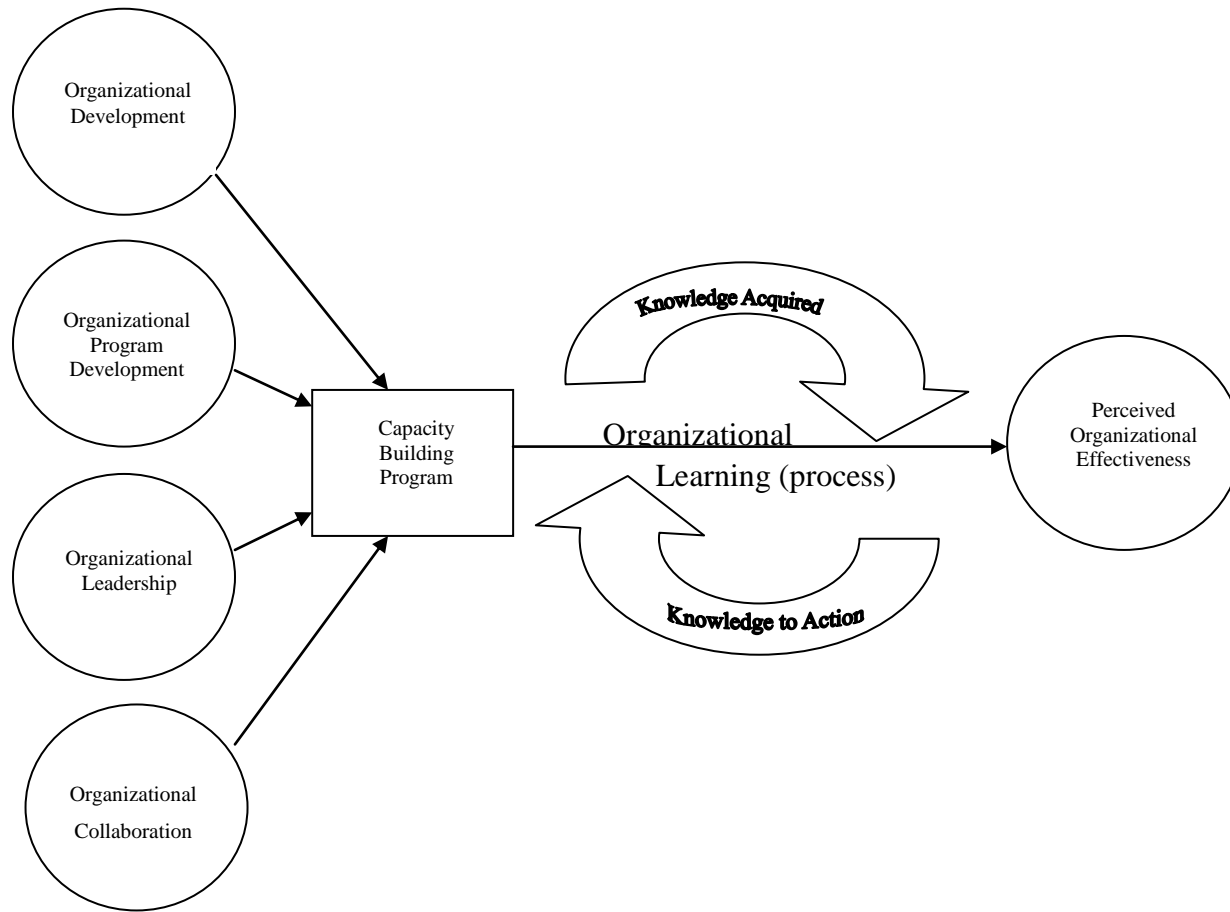 Organizational
Development
Organizational
Program
Development
Organizational
Leadership
Organizational
Collaboration
Capacity
Building
Program
Knowledge Acquired
Organizational
Learning (process)
Knowledge to Action
Perceived
Organizational
Effectiveness